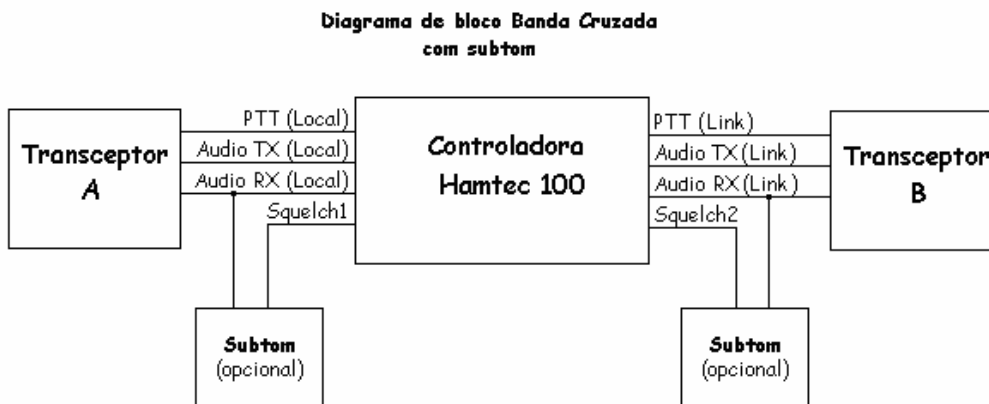 Diagrama de bloco Banda Cruzada
com subtom
Transceptor
A
PTT (Local)
Audio TX (Local)
Audio RX (Local)
Squelch1
Controladora
Hamtec 100
PTT (Link)
Audio TX (Link)
Audio RX (Link)
Squelch2
Transceptor
B
Subtom
(opcional)
Subtom
(opcional)